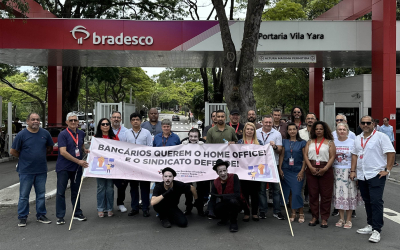 bradesco
Portaria Vila Yara
BANCÁRIOS QUEREM O HOME OFFICE!
E O SINDICATO DEFENDE!